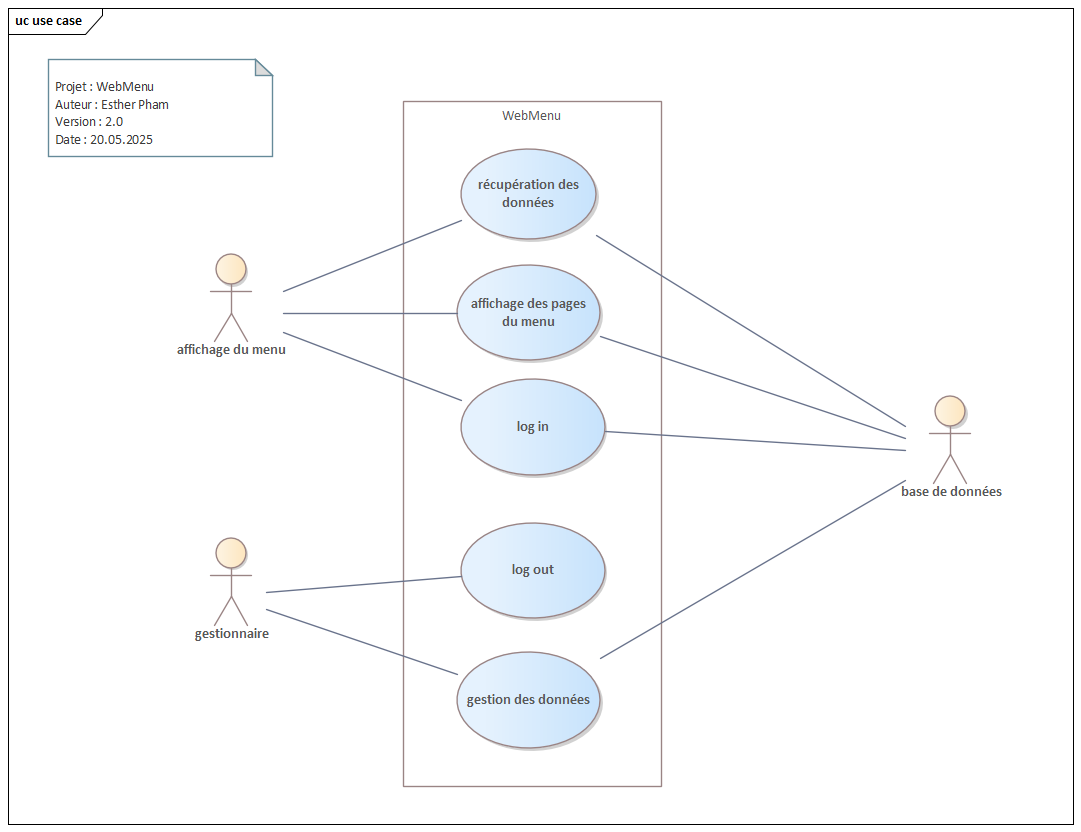 uc use case
Projet : WebMenu
Auteur : Esther Pham
Version : 2.0
Date : 20.05.2025
WebMenu
récupération des
données
affichage des pages
du menu
affichage du menu
log in
base de données
log out
gestionnaire
gestion des données